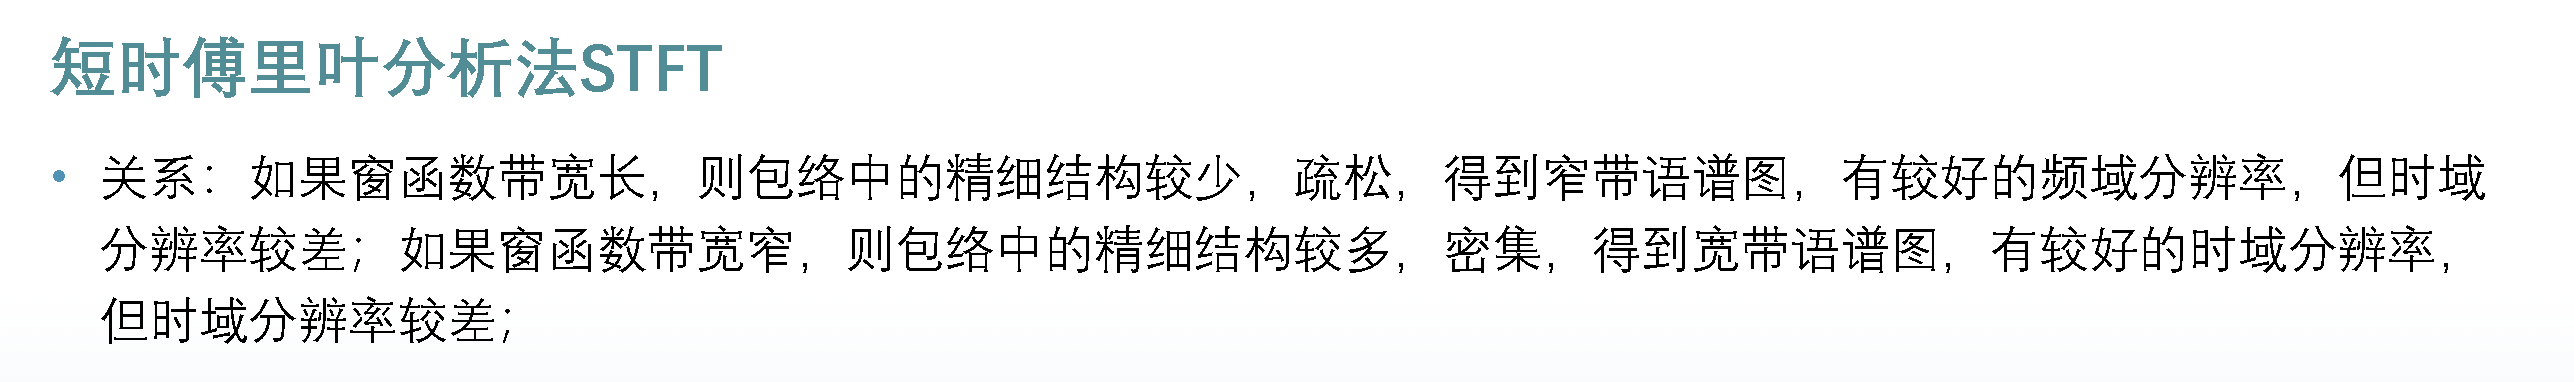 短时傅里叶分析法STFT
• 关系：如果窗函数带宽长，则包络中的精细结构较少，疏松，得到窄带语谱图，有较好的频域分辨率，但时域
分辨率较差；如果窗函数带宽窄，则包络中的精细结构较多，密集，得到宽带语谱图，有较好的时域分辨率，
但时域分辨率较差；